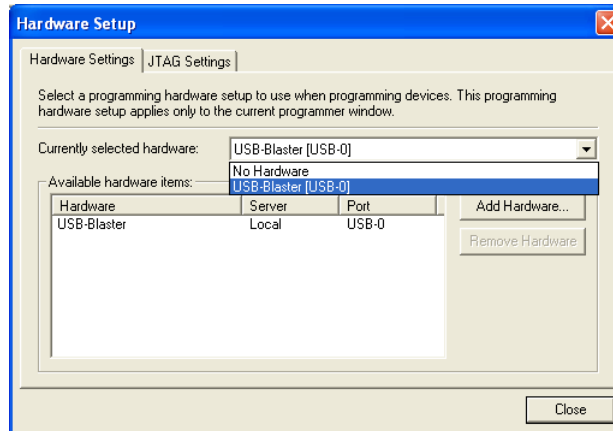 Hardware Setup
Hardware Settings JTAG Settings
Select a programming hardware setup to use when programming devices. This programming
hardware setup applies only to the current programmer window.
Currently selected hardware: USB-Blaster [USB-0]
No Hardware
USB-Blaster [USB-0]
Available hardware items:
Hardware Server Port
USB-Blaster Local USB-0
Add Hardware...
Remove Hardware
Close